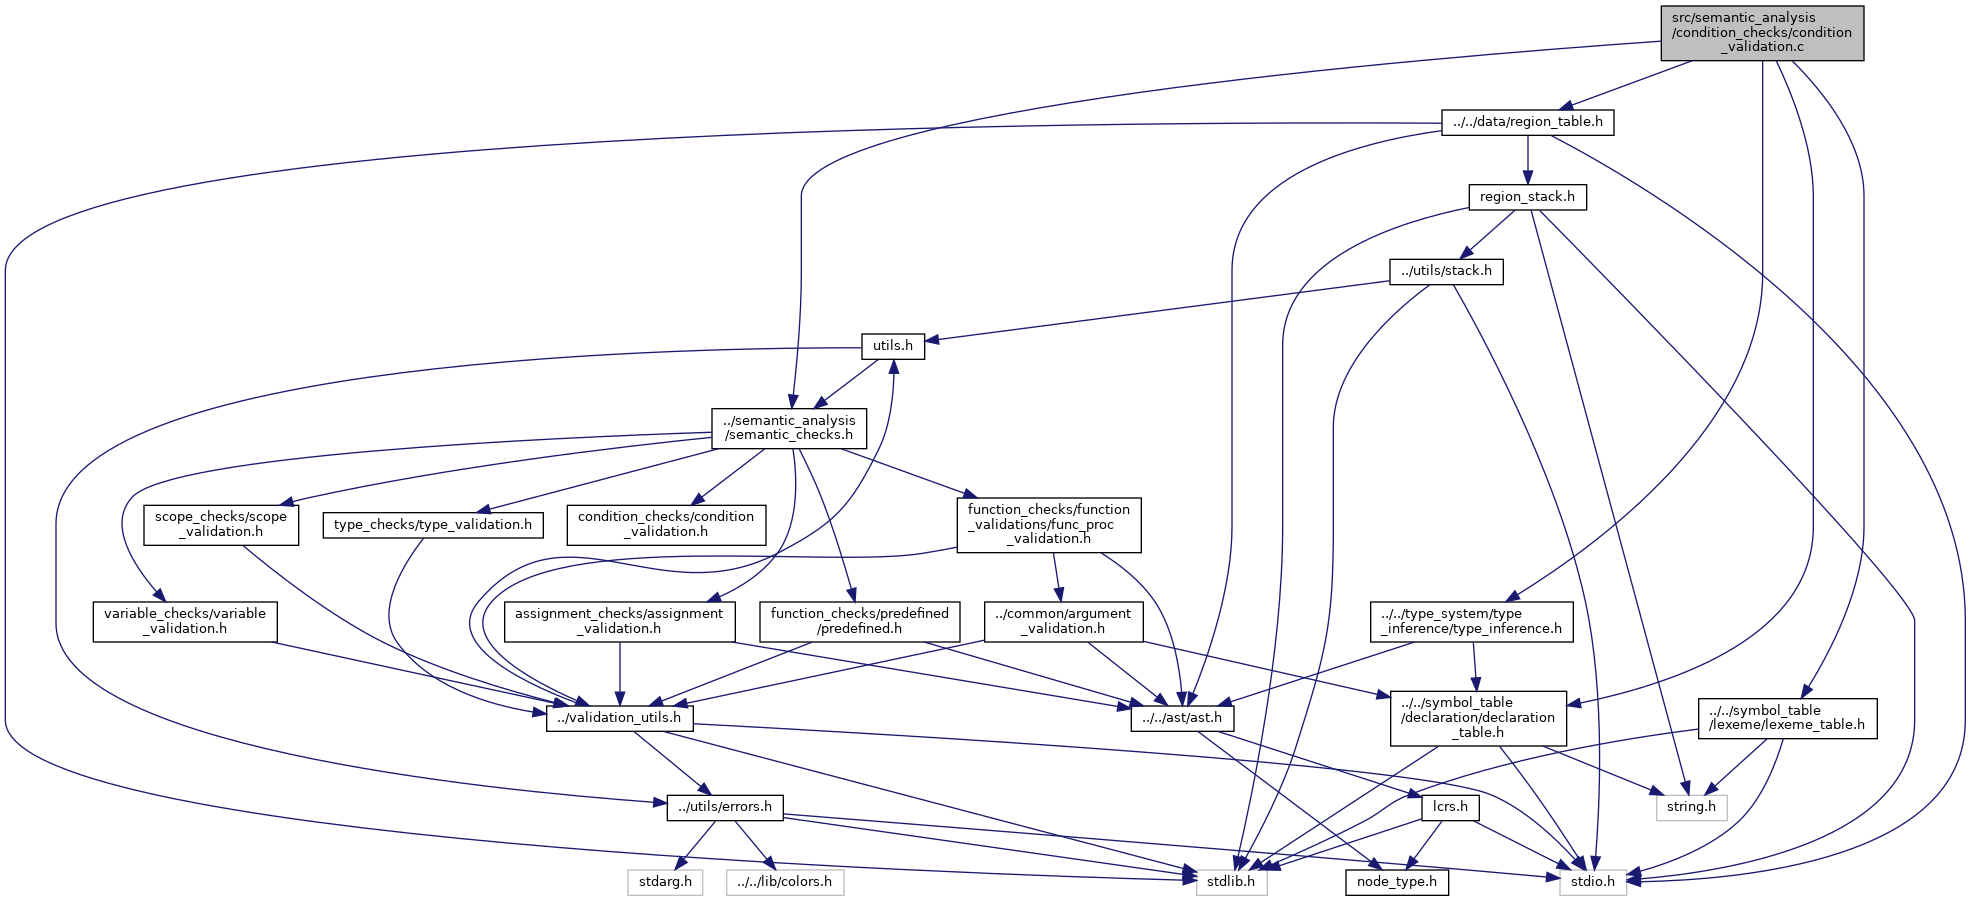 src/semantic_analysis
/condition_checks/condition
_validation.c
../../data/region_table.h
region_stack.h
../utils/stack.h
utils.h
../semantic_analysis
/semantic_checks.h
scope_checks/scope
_validation.h
type_checks/type_validation.h
condition_checks/condition
_validation.h
function_checks/function
_validations/func_proc
_validation.h
variable_checks/variable
_validation.h
assignment_checks/assignment
_validation.h
function_checks/predefined
/predefined.h
../common/argument
_validation.h
../../type_system/type
_inference/type_inference.h
../validation_utils.h
../../ast/ast.h
../../symbol_table
/declaration/declaration
_table.h
../../symbol_table
/lexeme/lexeme_table.h
../utils/errors.h
lcrs.h
string.h
stdarg.h
../../lib/colors.h
stdlib.h
node_type.h
stdio.h